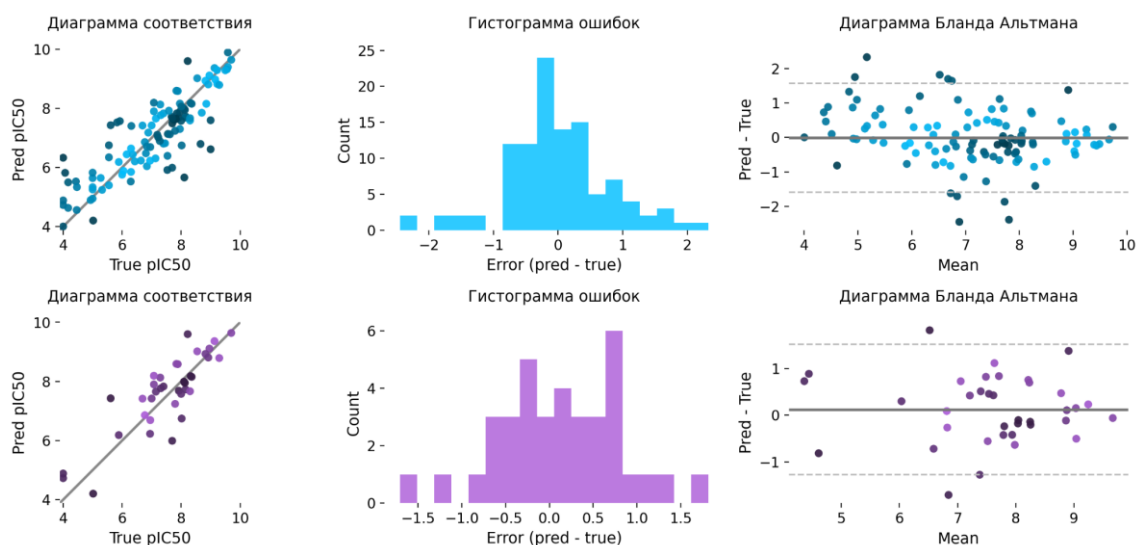 Диаграмма соответствия
Pred pIC50
10
8
6
4
4 6 8 10
True pIC50
Гистограмма ошибок
Count
25
20
15
10
5
0
−2 −1 0 1 2
Error (pred - true)
Диаграмма Бланда Альтмана
Pred - True
2
1
0
−1
−2
4 5 6 7 8 9 10
Mean
Диаграмма соответствия
Pred pIC50
10
8
6
4
4 6 8 10
True pIC50
Гистограмма ошибок
Count
6
4
2
0
−1.5 −1.0 −0.5 0.0 0.5 1.0 1.5
Error (pred - true)
Диаграмма Бланда Альтмана
Pred - True
1
0
−1
5 6 7 8 9
Mean